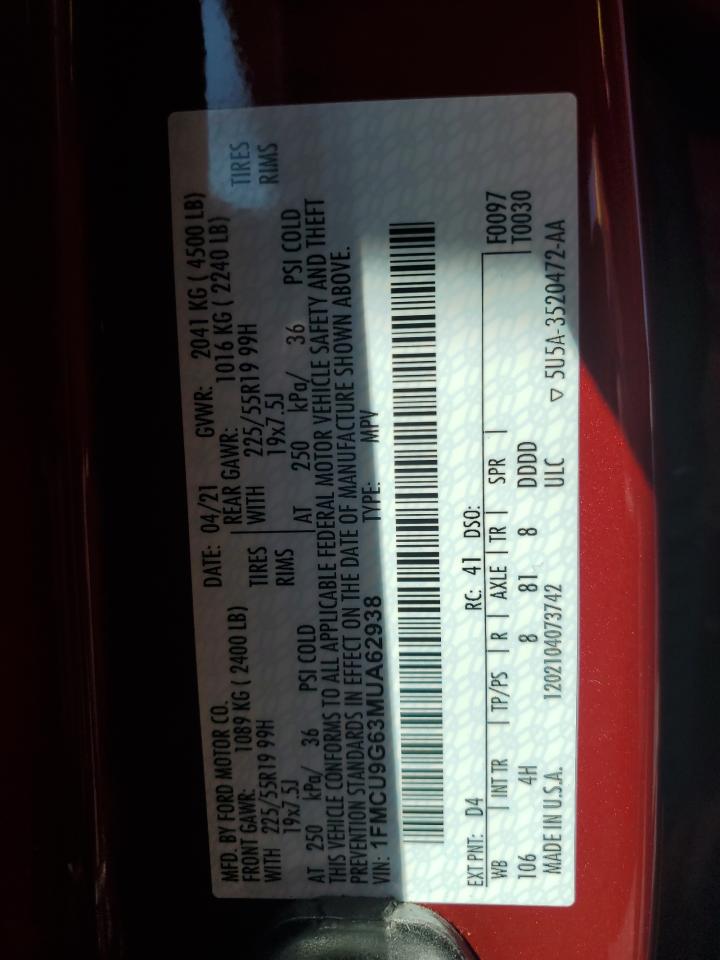 MFD. BY FORD MOTOR CO.
DATE: 04/21 GVWR: 2041 KG ( 4500 LB)
FRONT GAWR: 1089 KG ( 2400 LB) REAR GAWR: 1016 KG ( 2240 LB)
WITH 225/55R19 99H TIRES WITH 225/55R19 99H TIRES
19x7.5J RIMS 19x7.5J RIMS
AT 250 kPa/ 36 PSI COLD AT 250 kPa/ 36 PSI COLD
THIS VEHICLE CONFORMS TO ALL APPLICABLE FEDERAL MOTOR VEHICLE SAFETY AND THEFT
PREVENTION STANDARDS IN EFFECT ON THE DATE OF MANUFACTURE SHOWN ABOVE.
VIN: 1FMCU9G63MUA62938 TYPE: MPV
EXT PNT: D4 RC: 41 DSO: F0097
WB | INT TR | TP/PS | R | AXLE | TR | SPR | T0030
106 4H 8 81 8 DDDD
MADE IN U.S.A. 1202104073742 ULC ▽ 5U5A-3520472-AA